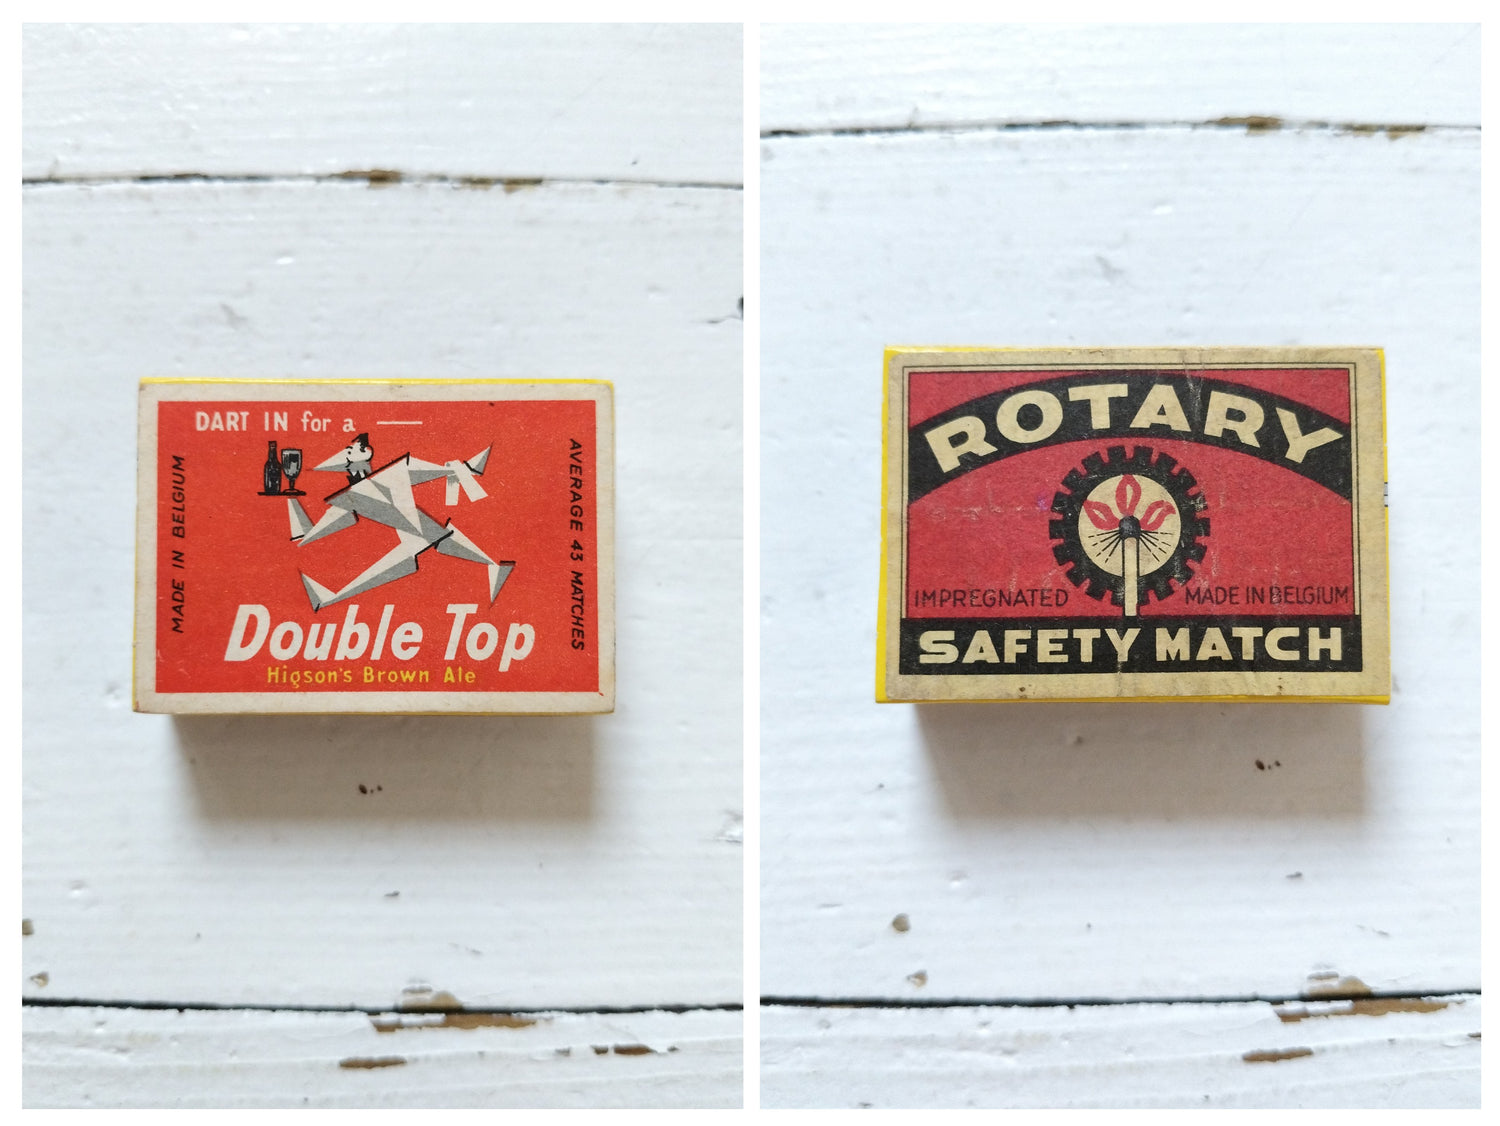 DART IN for a —
MADE IN BELGIUM
AVERAGE 43 MATCHES
Double Top
Higson's Brown Ale
ROTARY
IMPREGNATED
MADE IN BELGIUM
SAFETY MATCH